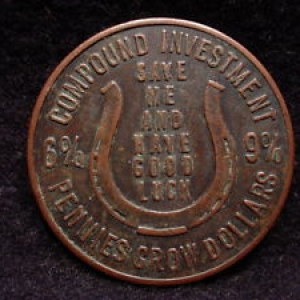 COMPOUND INVESTMENT
SAVE
ME
AND
HAVE
GOOD
LUCK
6%
9%
PENNIES GROW DOLLARS